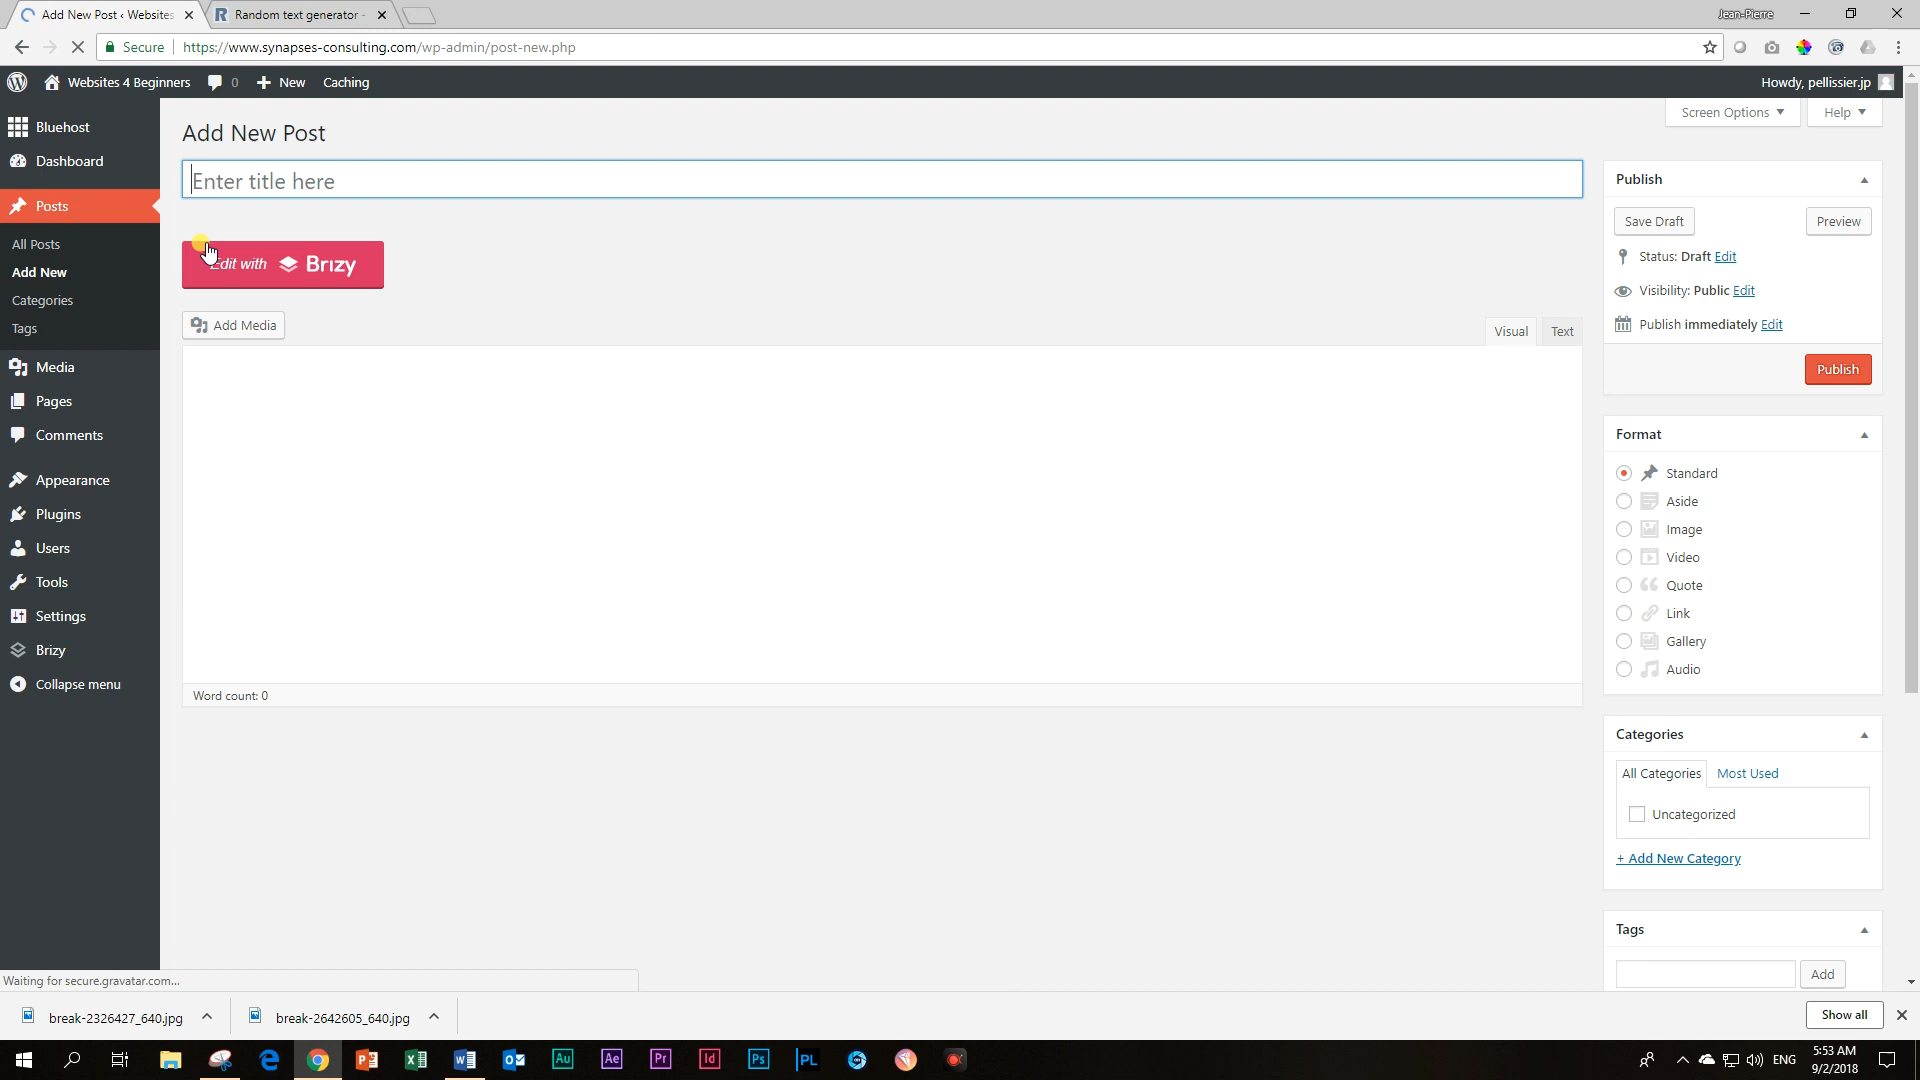 Add New Post ‹ Websites
Random text generator -
Jean-Pierre
Secure
https://www.synapses-consulting.com/wp-admin/post-new.php
Websites 4 Beginners
0
New
Caching
Howdy, pellissier.jp
Bluehost
Dashboard
Posts
All Posts
Add New
Categories
Tags
Media
Pages
Comments
Appearance
Plugins
Users
Tools
Settings
Brizy
Collapse menu
Screen Options
Help
Add New Post
Enter title here
Edit with Brizy
Add Media
Visual
Text
Word count: 0
Publish
Save Draft
Preview
Status: Draft Edit
Visibility: Public Edit
Publish immediately Edit
Publish
Format
Standard
Aside
Image
Video
Quote
Link
Gallery
Audio
Categories
All Categories
Most Used
Uncategorized
+ Add New Category
Tags
Add
Waiting for secure.gravatar.com...
break-2326427_640.jpg
break-2642605_640.jpg
Show all
Au
Ae
Pr
Id
Ps
PL
ENG
5:53 AM
9/2/2018